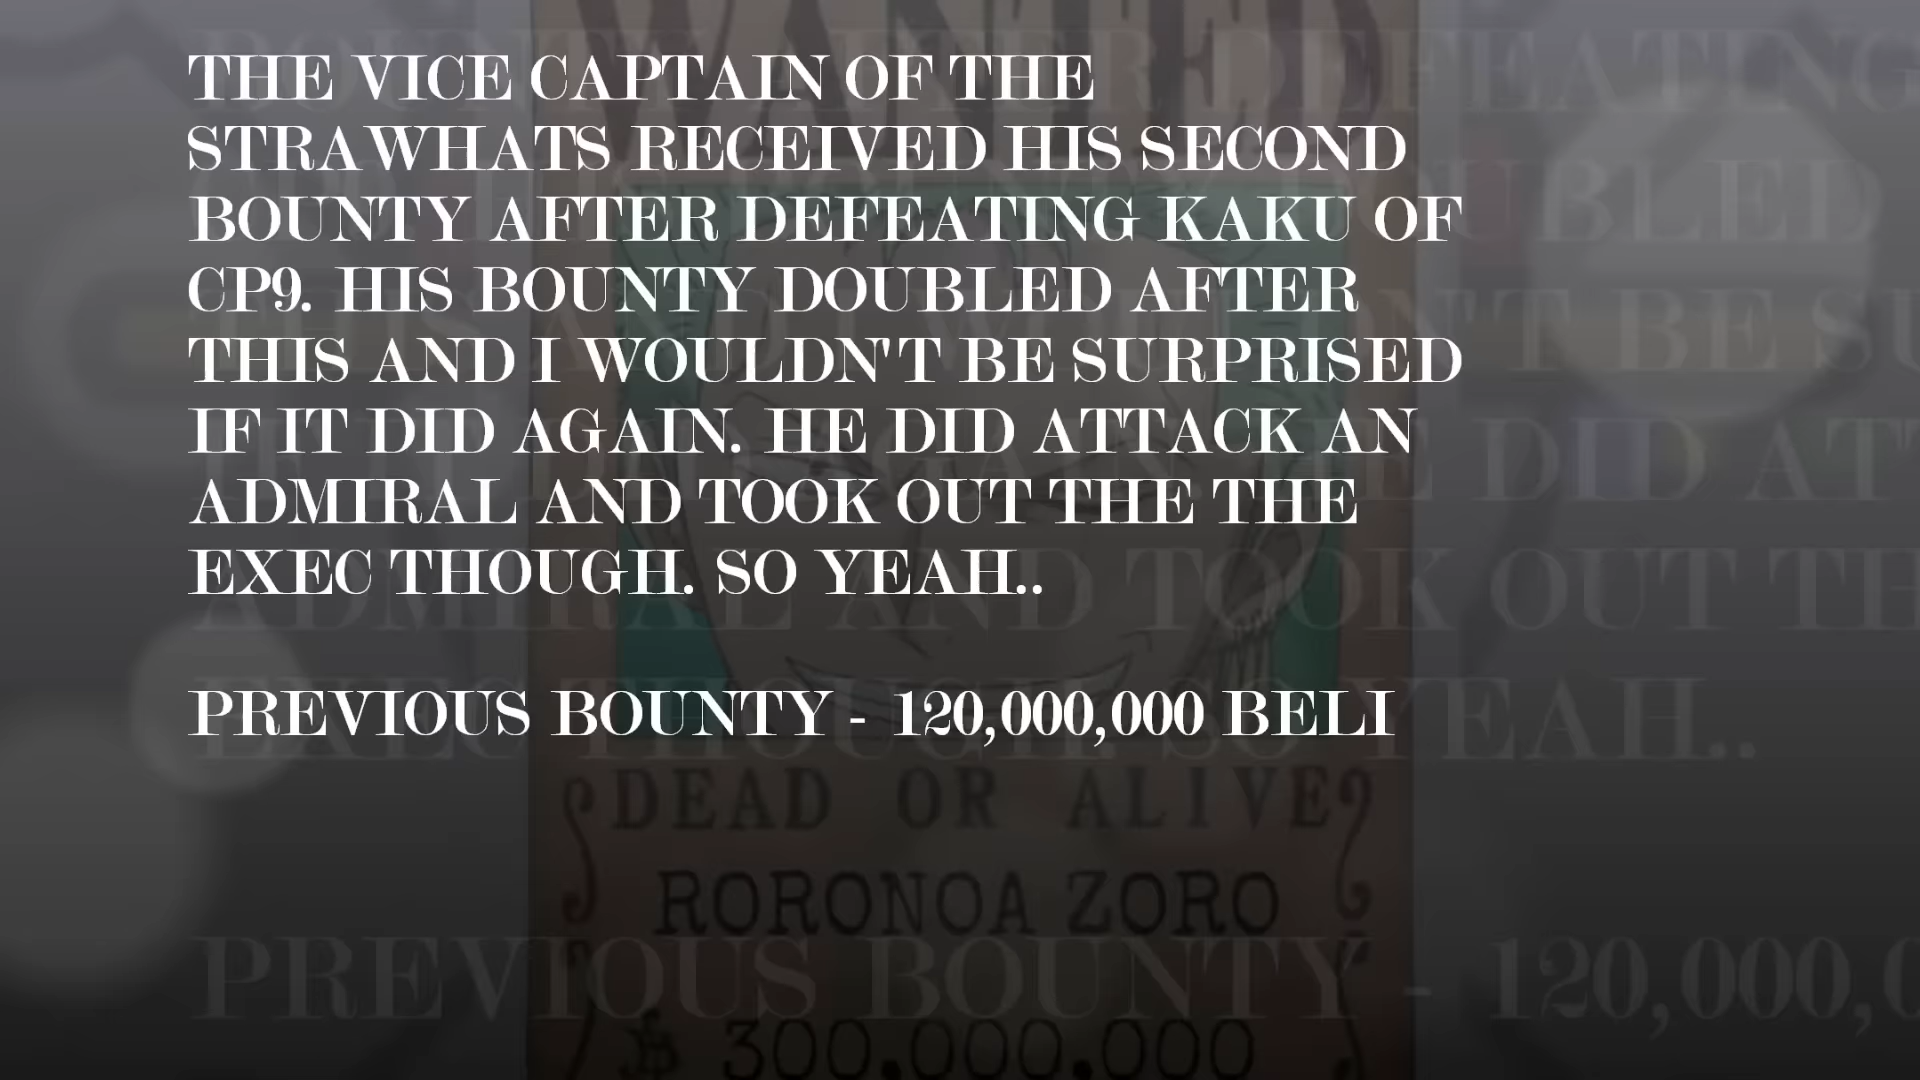 THE VICE CAPTAIN OF THE
STRAWHATS RECEIVED HIS SECOND
BOUNTY AFTER DEFEATING KAKU OF
CP9. HIS BOUNTY DOUBLED AFTER
THIS AND I WOULDN'T BE SURPRISED
IF IT DID AGAIN. HE DID ATTACK AN
ADMIRAL AND TOOK OUT THE THE
EXEC THOUGH. SO YEAH..
PREVIOUS BOUNTY - 120,000,000 BELI
WANTED
DEAD OR ALIVE
RORONOA ZORO
300,000,000